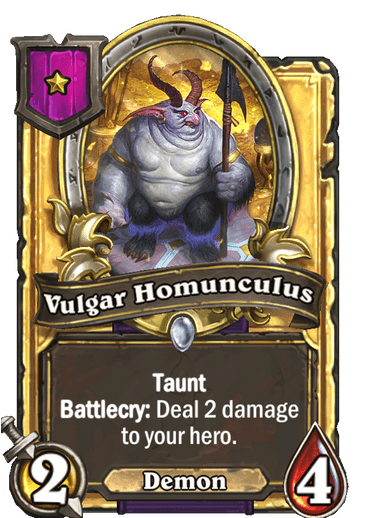 Vulgar Homunculus
Taunt
Battlecry: Deal 2 damage
to your hero.
2
Demon
4